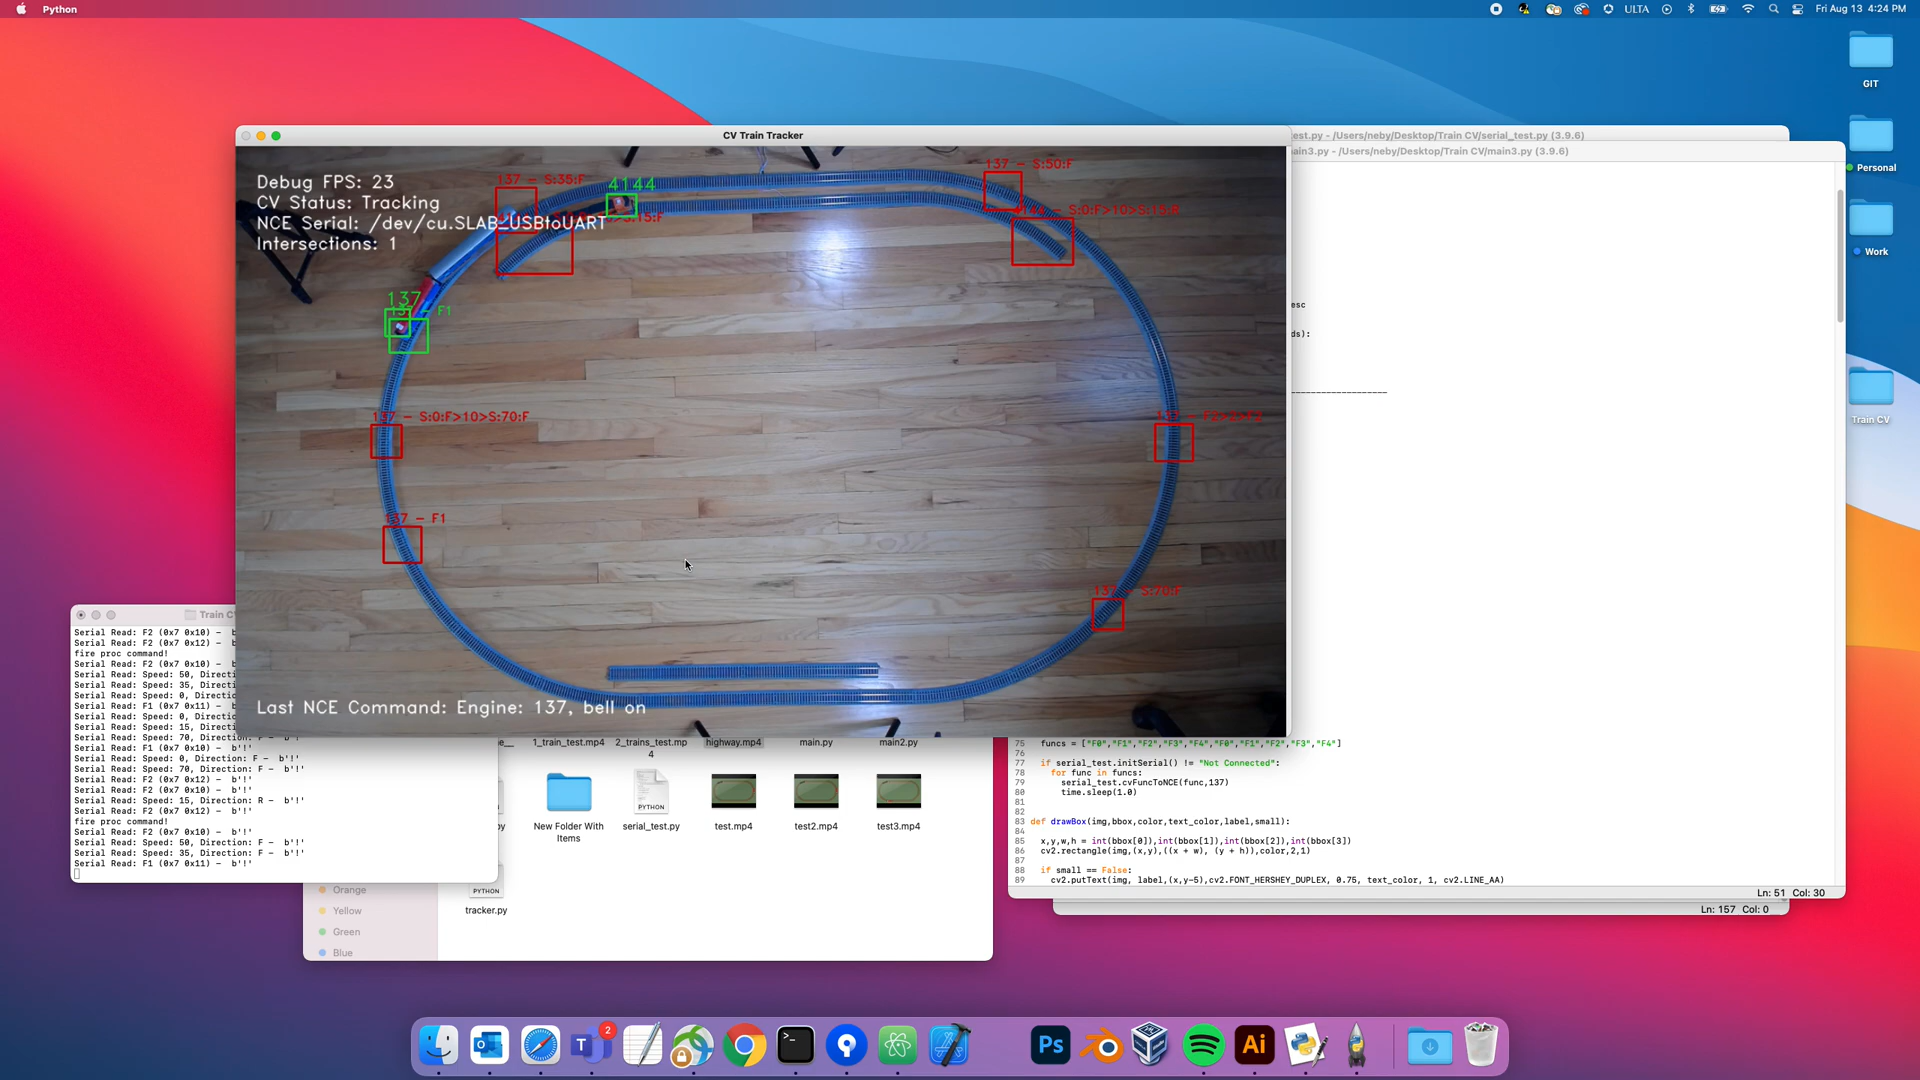 Python
ULTA
Fri Aug 13 4:24 PM
GIT
Personal
Work
Train CV
CV Train Tracker
est.py - /Users/neby/Desktop/Train CV/serial_test.py (3.9.6)
ain3.py - /Users/neby/Desktop/Train CV/main3.py (3.9.6)
Debug FPS: 23
CV Status: Tracking
NCE Serial: /dev/cu.SLAB_USBtoUART
Intersections: 1
137 - S:35:F
4144
137 - S:50:F
S:0:F>10>S:15:R
137
F1
137 - S:0:F>10>S:70:F
137 - F2>2>F2
137 - F1
137 - S:70:F
Last NCE Command: Engine: 137, bell on
esc
ds):
Train C
Serial Read: F2 (0x7 0x10) - b
Serial Read: F2 (0x7 0x12) - b
fire proc command!
Serial Read: F2 (0x7 0x10) - b
Serial Read: Speed: 50, Directi
Serial Read: Speed: 35, Directi
Serial Read: Speed: 0, Directio
Serial Read: F1 (0x7 0x11) - b
Serial Read: Speed: 0, Directio
Serial Read: Speed: 15, Directi
Serial Read: Speed: 70, Direction: F - b'!'
Serial Read: F1 (0x7 0x10) - b'!'
Serial Read: Speed: 0, Direction: F - b'!'
Serial Read: Speed: 70, Direction: F - b'!'
Serial Read: F2 (0x7 0x12) - b'!'
Serial Read: F2 (0x7 0x10) - b'!'
Serial Read: Speed: 15, Direction: R - b'!'
Serial Read: F2 (0x7 0x12) - b'!'
fire proc command!
Serial Read: F2 (0x7 0x10) - b'!'
Serial Read: Speed: 50, Direction: F - b'!'
Serial Read: Speed: 35, Direction: F - b'!'
Serial Read: F1 (0x7 0x11) - b'!'
1_train_test.mp4
2_trains_test.mp
4
highway.mp4
main.py
main2.py
py
PYTHON
New Folder With
Items
serial_test.py
test.mp4
test2.mp4
test3.mp4
PYTHON
tracker.py
Orange
Yellow
Green
Blue
75 funcs = ["F0","F1","F2","F3","F4","F0","F1","F2","F3","F4"]
76
77 if serial_test.initSerial() != "Not Connected":
78 for func in funcs:
79 serial_test.cvFuncToNCE(func,137)
80 time.sleep(1.0)
81
82
83 def drawBox(img,bbox,color,text_color,label,small):
84
85 x,y,w,h = int(bbox[0]),int(bbox[1]),int(bbox[2]),int(bbox[3])
86 cv2.rectangle(img,(x,y),((x + w), (y + h)),color,2,1)
87
88 if small == False:
89 cv2.putText(img, label,(x,y-5),cv2.FONT_HERSHEY_DUPLEX, 0.75, text_color, 1, cv2.LINE_AA)
Ln: 51 Col: 30
Ln: 157 Col: 0
2
T
Ps
Ai